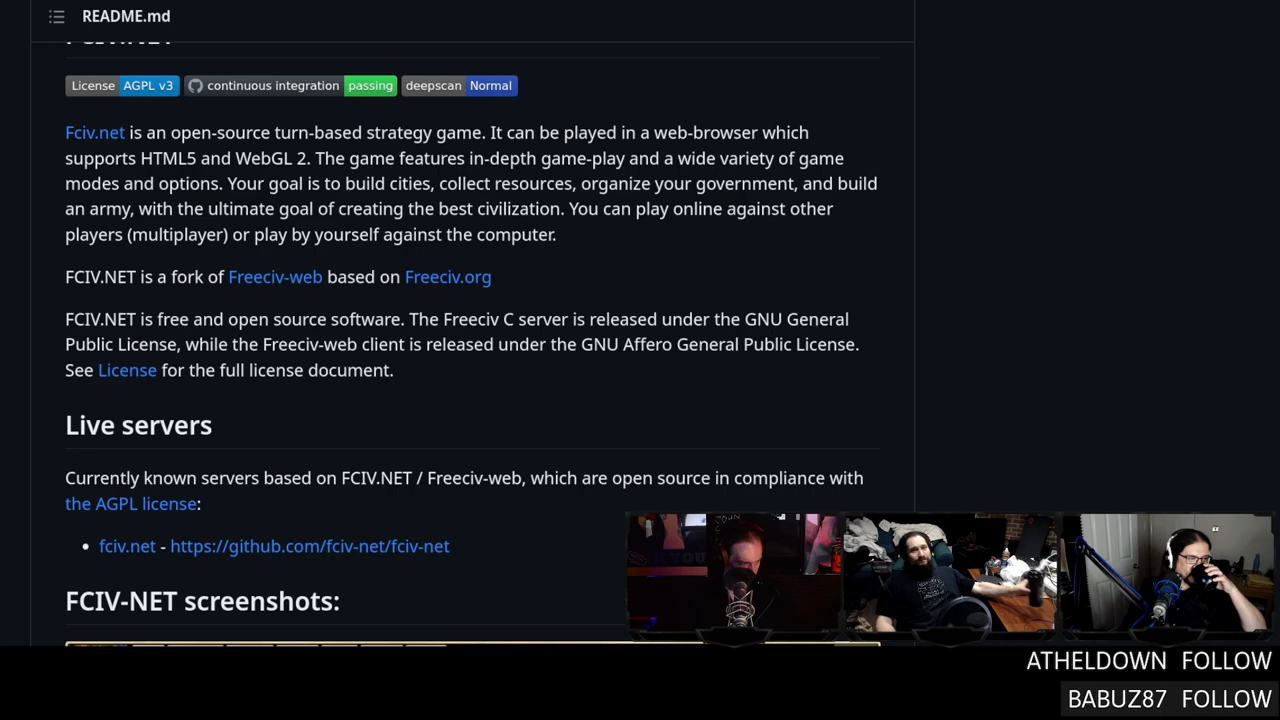 README.md
FCIV.NET
License AGPL v3 continuous integration passing deepscan Normal
Fciv.net is an open-source turn-based strategy game. It can be played in a web-browser which
supports HTML5 and WebGL 2. The game features in-depth game-play and a wide variety of game
modes and options. Your goal is to build cities, collect resources, organize your government, and build
an army, with the ultimate goal of creating the best civilization. You can play online against other
players (multiplayer) or play by yourself against the computer.
FCIV.NET is a fork of Freeciv-web based on Freeciv.org
FCIV.NET is free and open source software. The Freeciv C server is released under the GNU General
Public License, while the Freeciv-web client is released under the GNU Affero General Public License.
See License for the full license document.
Live servers
Currently known servers based on FCIV.NET / Freeciv-web, which are open source in compliance with
the AGPL license:
• fciv.net - https://github.com/fciv-net/fciv-net
FCIV-NET screenshots:
ATHELDOWN FOLLOW
BABUZ87 FOLLOW